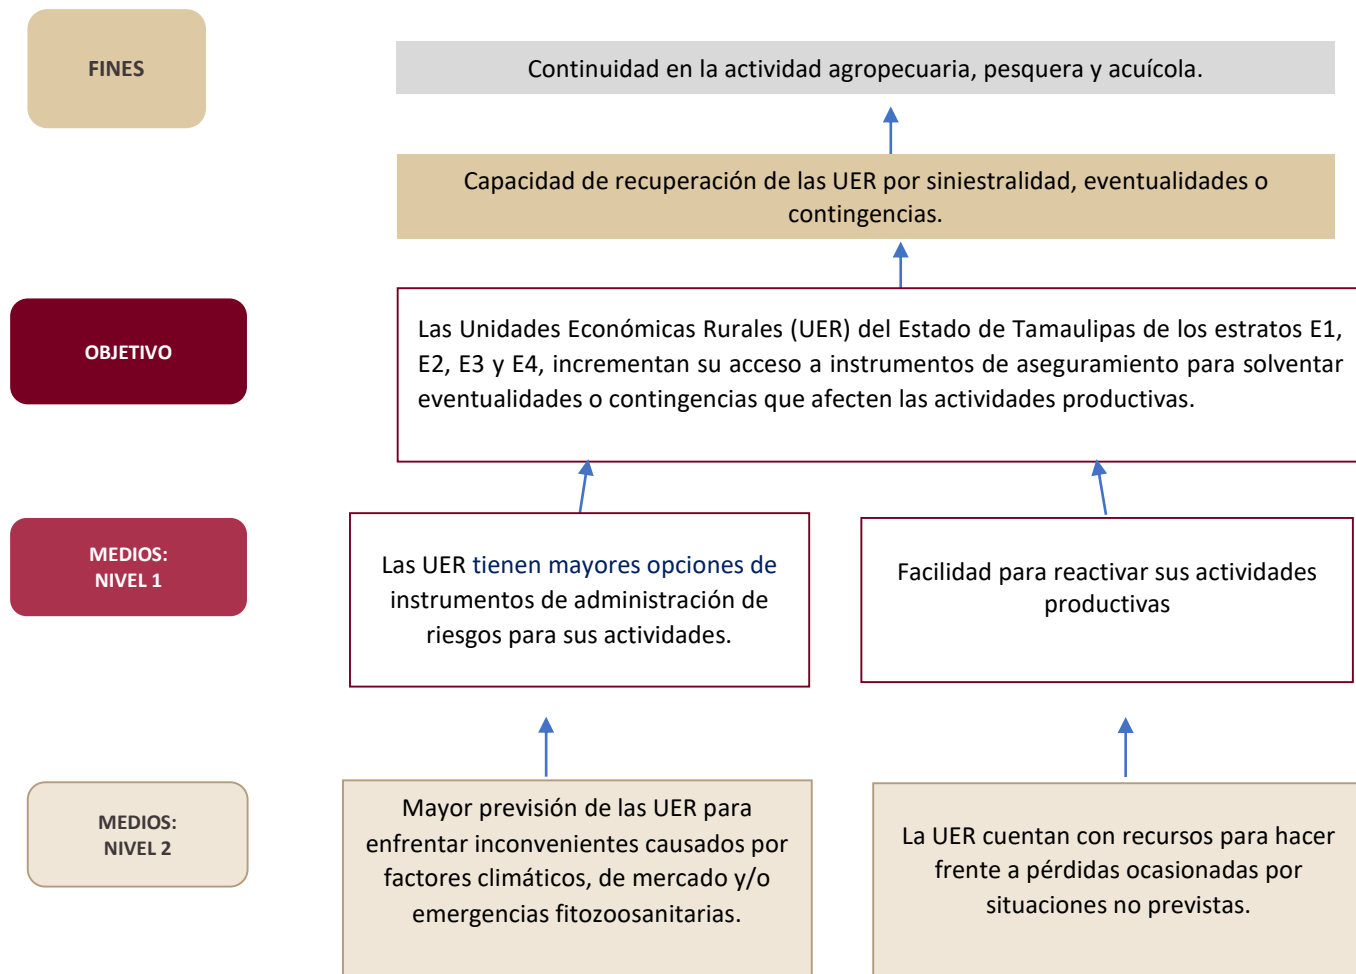 FINES
Continuidad en la actividad agropecuaria, pesquera y acuícola.
Capacidad de recuperación de las UER por siniestralidad, eventualidades o
contingencias.
OBJETIVO
Las Unidades Económicas Rurales (UER) del Estado de Tamaulipas de los estratos E1,
E2, E3 y E4, incrementan su acceso a instrumentos de aseguramiento para solventar
eventualidades o contingencias que afecten las actividades productivas.
MEDIOS:
NIVEL 1
Las UER tienen mayores opciones de
instrumentos de administración de
riesgos para sus actividades.
Facilidad para reactivar sus actividades
productivas
MEDIOS:
NIVEL 2
Mayor previsión de las UER para
enfrentar inconvenientes causados por
factores climáticos, de mercado y/o
emergencias fitozoosanitarias.
La UER cuentan con recursos para hacer
frente a pérdidas ocasionadas por
situaciones no previstas.